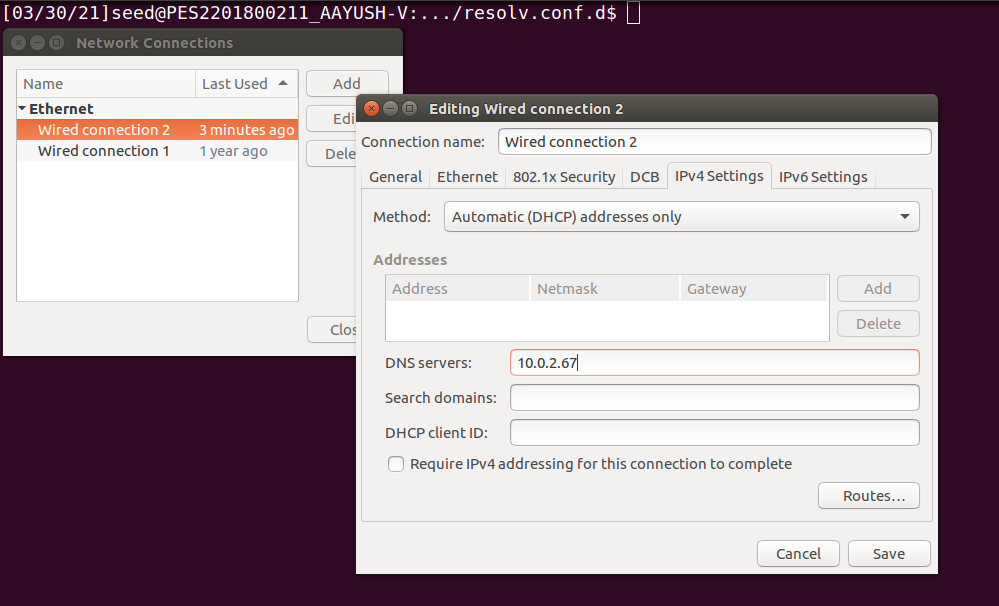 [03/30/21]seed@PES2201800211_AAYUSH-V:.../resolv.conf.d$
Network Connections
Name Last Used Add
Ethernet
Wired connection 2 3 minutes ago Edi
Wired connection 1 1 year ago Dele
Clos
Editing Wired connection 2
Connection name: Wired connection 2
General Ethernet 802.1x Security DCB IPv4 Settings IPv6 Settings
Method: Automatic (DHCP) addresses only
Addresses
Address Netmask Gateway Add
Delete
DNS servers: 10.0.2.67
Search domains:
DHCP client ID:
Require IPv4 addressing for this connection to complete
Routes...
Cancel Save